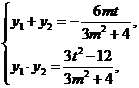 y₁ + y₂ = − 6mt / (3m² + 4),
y₁ · y₂ = (3t² − 12) / (3m² + 4)